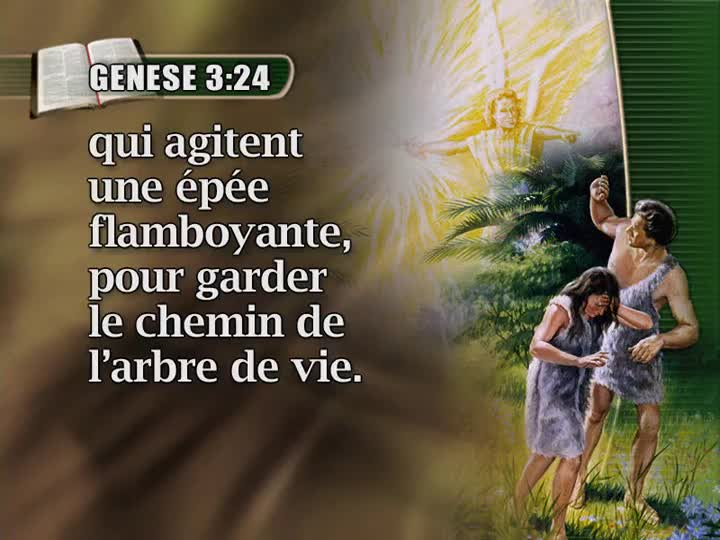 GENESE 3:24
qui agitent
une épée
flamboyante,
pour garder
le chemin de
l’arbre de vie.